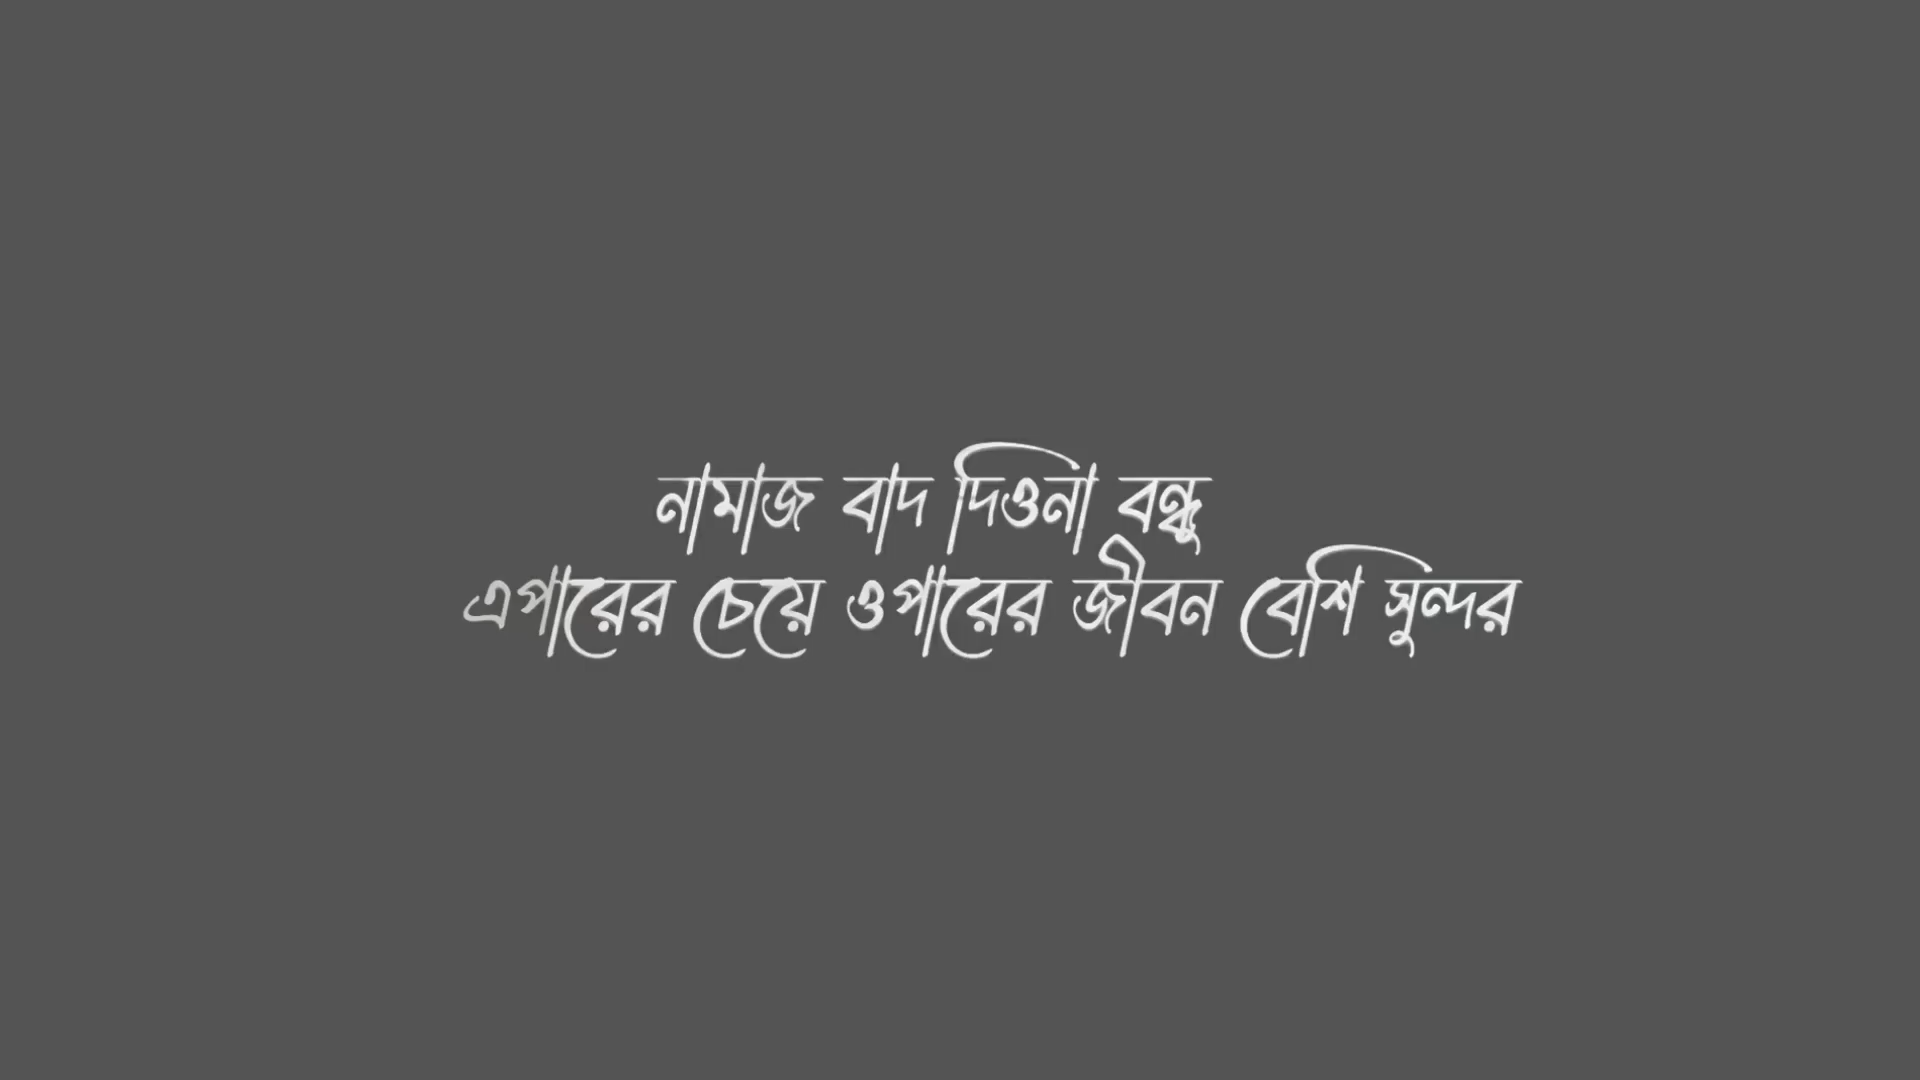 নামাজ বাদ দিওনা বন্ধু
এপারের চেয়ে ওপারের জীবন বেশি সুন্দর